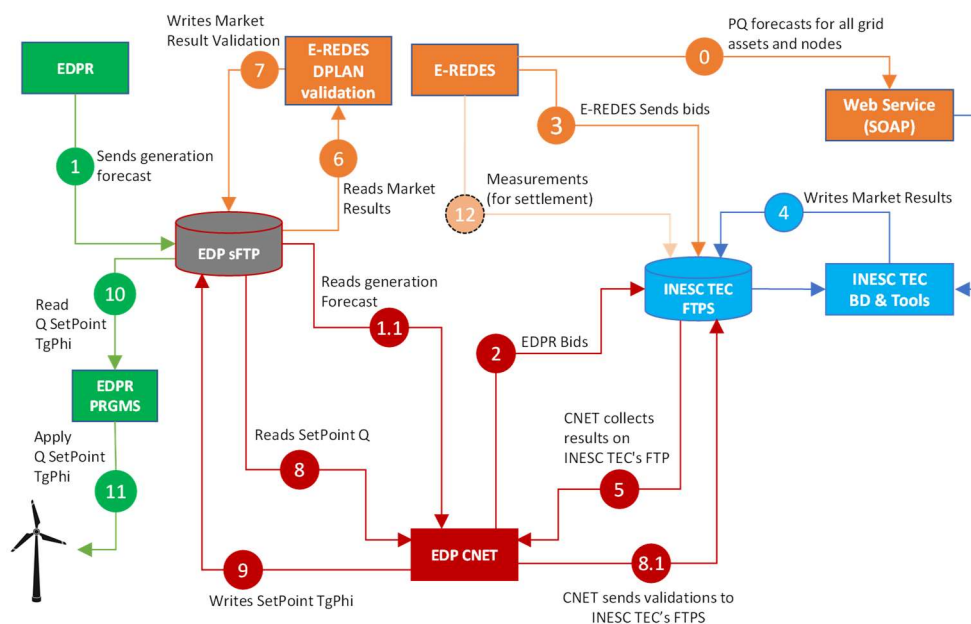 Writes Market
Result Validation
7
E-REDES
DPLAN
validation
EDPR
E-REDES
PQ forecasts for all grid
assets and nodes
0
Web Service
(SOAP)
3
E-REDES Sends bids
1
Sends generation
forecast
6
Reads Market
Results
12
Measurements
(for settlement)
4
Writes Market Results
EDP sFTP
INESC TEC
FTPS
INESC TEC
BD & Tools
10
Read
Q SetPoint
TgPhi
Reads generation
Forecast
1.1
2
EDPR Bids
EDPR
PRGMS
Apply
Q SetPoint
TgPhi
11
Reads SetPoint Q
8
CNET collects
results on
INESC TEC's FTP
5
EDP CNET
9
Writes SetPoint TgPhi
8.1
CNET sends validations to
INESC TEC’s FTPS